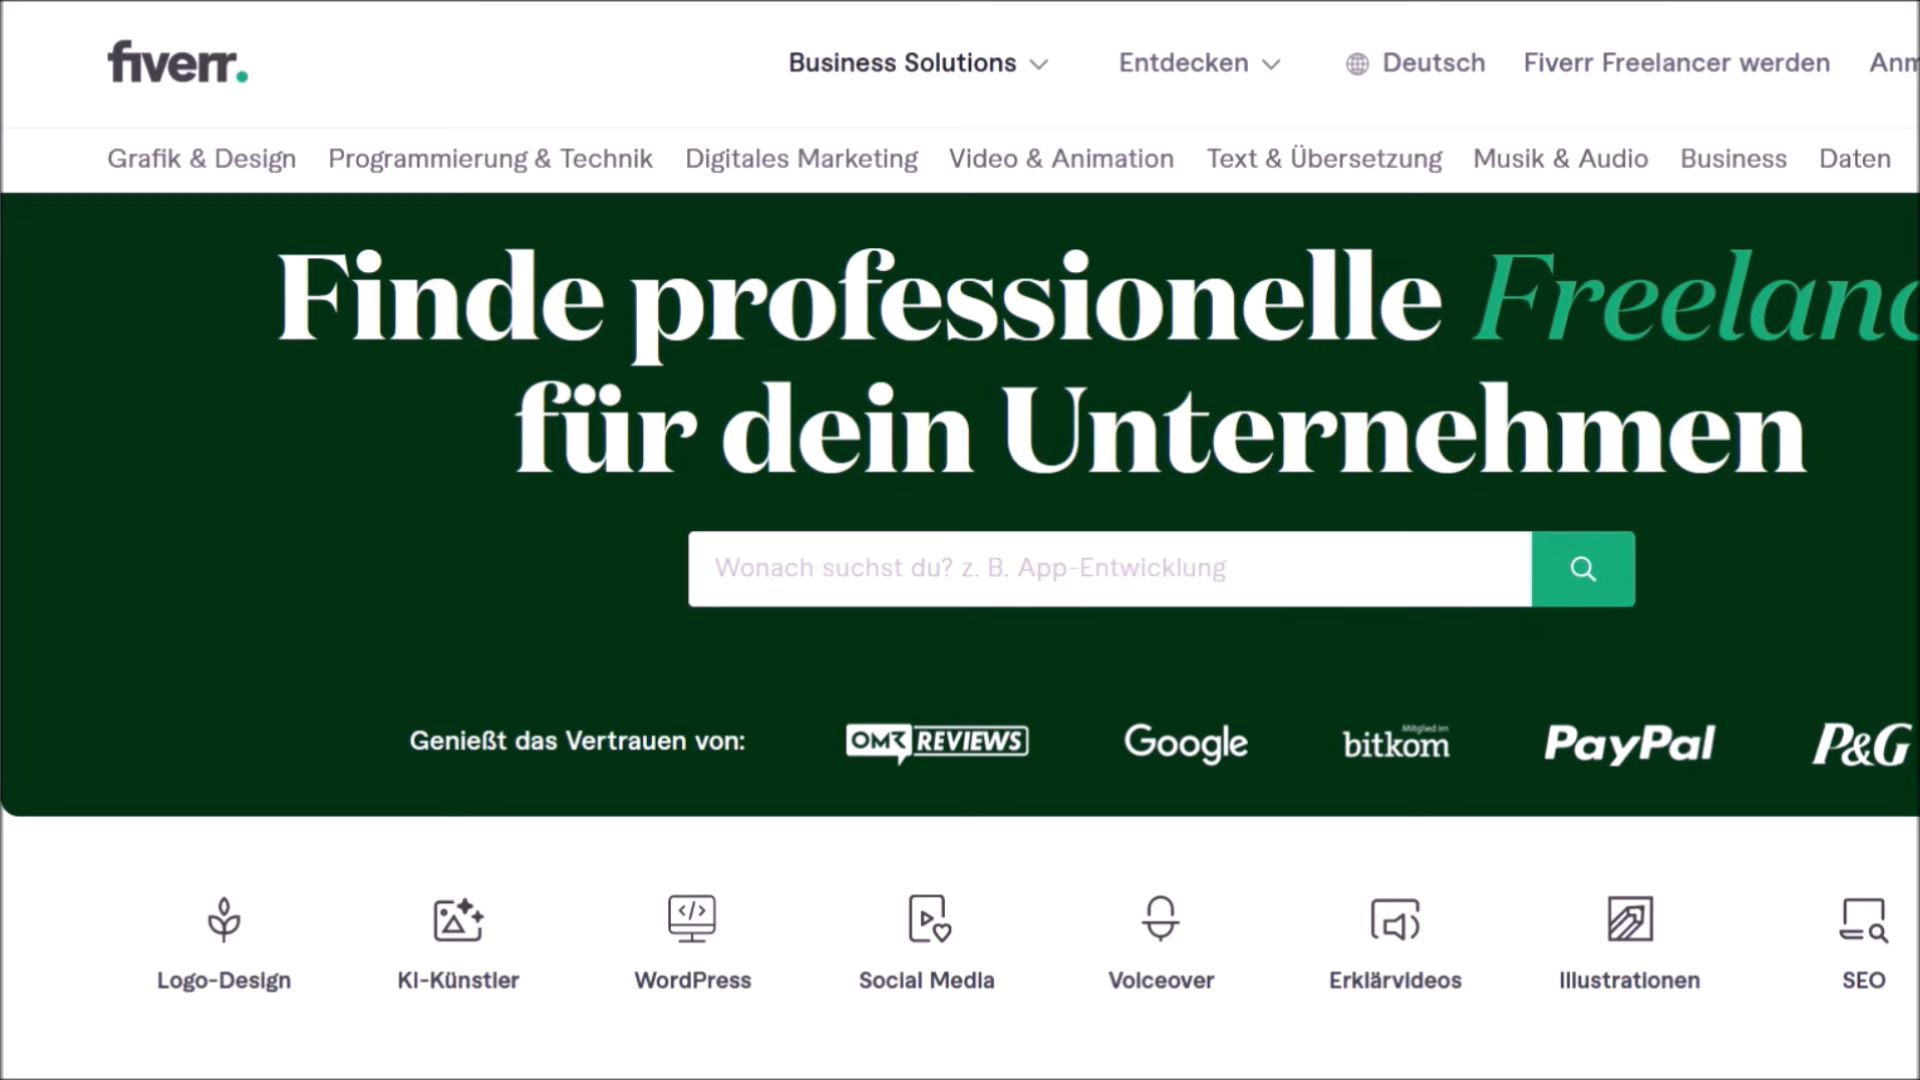 fiverr.
Business Solutions
Entdecken
Deutsch
Fiverr Freelancer werden
Grafik & Design
Programmierung & Technik
Digitales Marketing
Video & Animation
Text & Übersetzung
Musik & Audio
Business
Daten
Finde professionelle
für dein Unternehmen
Wonach suchst du? z. B. App-Entwicklung
Genießt das Vertrauen von:
OMR REVIEWS
Google
Mitglied im
bitkom
PayPal
P&G
Logo-Design
KI-Künstler
WordPress
Social Media
Voiceover
Erklärvideos
Illustrationen
SEO